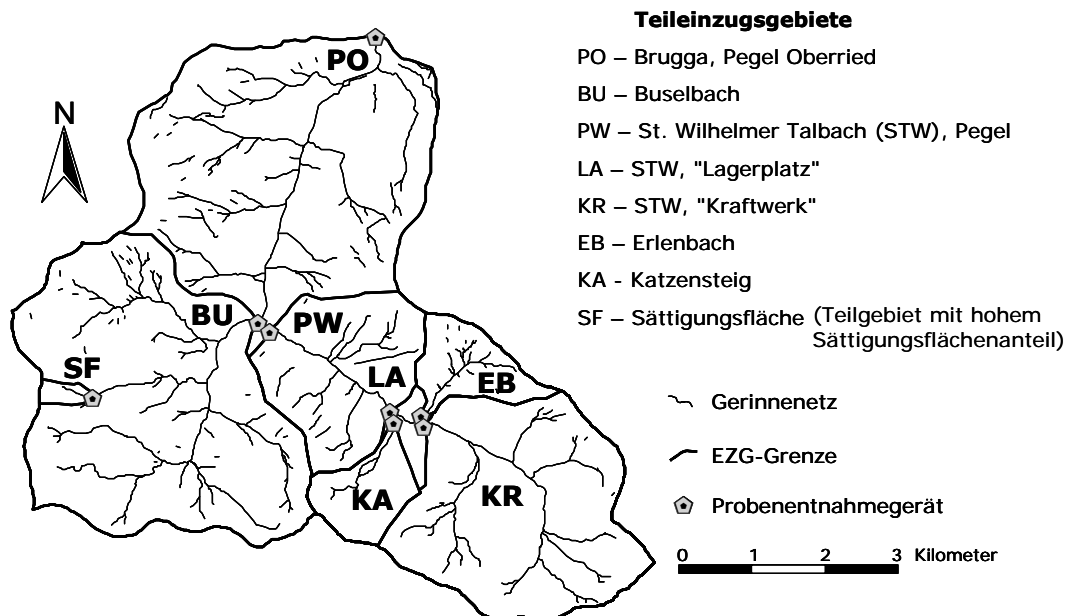 Teileinzugsgebiete
PO – Brugga, Pegel Oberried
BU – Buselbach
PW – St. Wilhelmer Talbach (STW), Pegel
LA – STW, "Lagerplatz"
KR – STW, "Kraftwerk"
EB – Erlenbach
KA - Katzensteig
SF – Sättigungsfläche (Teilgebiet mit hohem
Sättigungsflächenanteil)
Gerinnenetz
EZG-Grenze
Probenentnahmegerät
0 1 2 3 Kilometer
N
PO
BU
PW
SF
LA
EB
KA
KR